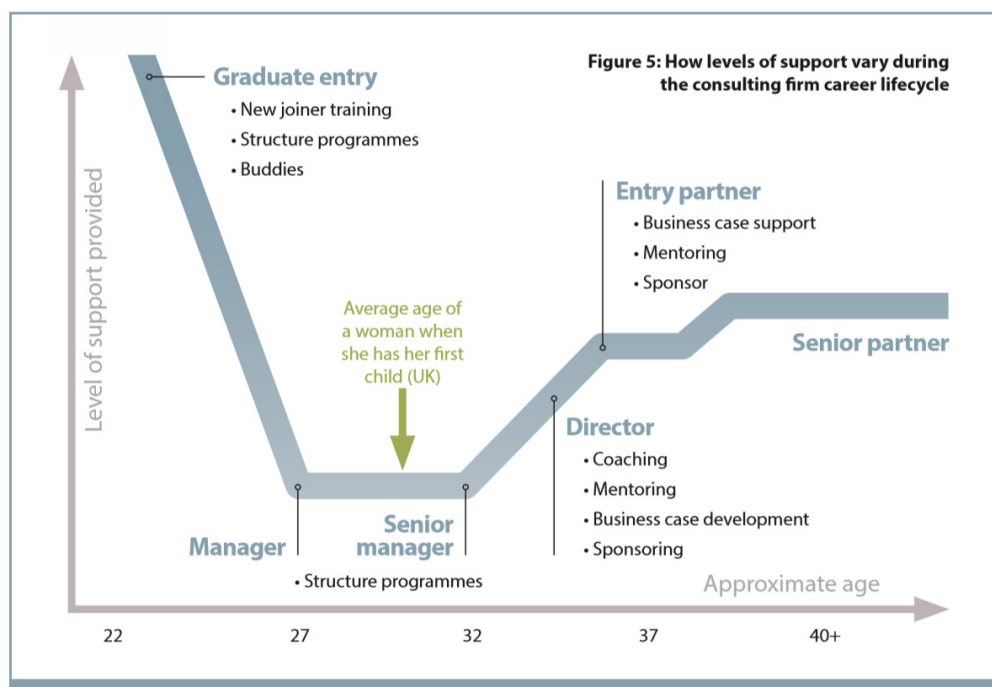 Figure 5: How levels of support vary during
the consulting firm career lifecycle
Level of support provided
Graduate entry
• New joiner training
• Structure programmes
• Buddies
Average age of
a woman when
she has her first
child (UK)
Entry partner
• Business case support
• Mentoring
• Sponsor
Senior partner
Director
• Coaching
• Mentoring
• Business case development
• Sponsoring
Manager
Senior
manager
• Structure programmes
Approximate age
22 27 32 37 40+